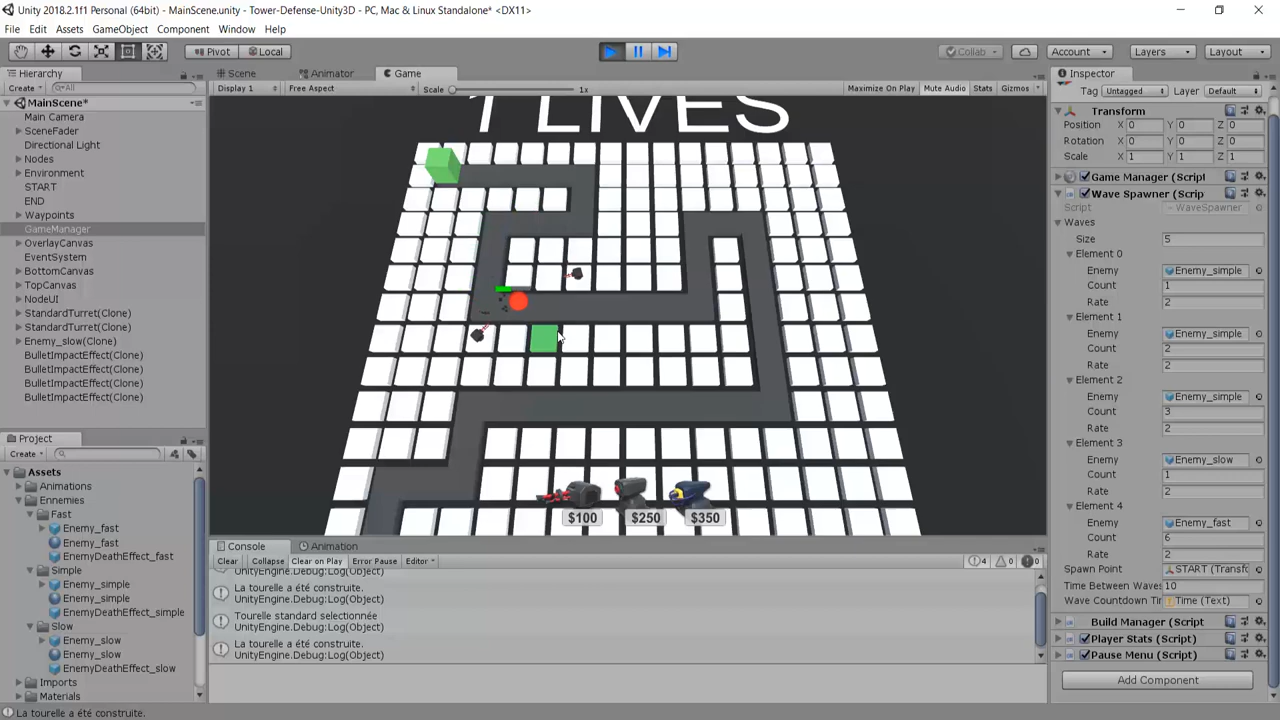 Unity 2018.2.1f1 Personal (64bit) - MainScene.unity - Tower-Defense-Unity3D - PC, Mac & Linux Standalone* <DX11>
File Edit Assets GameObject Component Window Help
Pivot Local Collab Account Layers Layout
Hierarchy
Create All
MainScene*
Main Camera
SceneFader
Directional Light
Nodes
Environment
START
END
Waypoints
GameManager
OverlayCanvas
EventSystem
BottomCanvas
TopCanvas
NodeUI
StandardTurret(Clone)
StandardTurret(Clone)
Enemy_slow(Clone)
BulletImpactEffect(Clone)
BulletImpactEffect(Clone)
BulletImpactEffect(Clone)
BulletImpactEffect(Clone)
Project
Create
Assets
Animations
Ennemies
Fast
Enemy_fast
Enemy_fast
EnemyDeathEffect_fast
Simple
Enemy_simple
Enemy_simple
EnemyDeathEffect_simple
Slow
Enemy_slow
Enemy_slow
EnemyDeathEffect_slow
Imports
Materials
Scene Animator Game
Display 1 Free Aspect Scale 1x Maximize On Play Mute Audio Stats Gizmos
1 LIVES
$100 $250 $350
Console Animation
Clear Collapse Clear on Play Error Pause Editor 4 0 0
UnityEngine.Debug:Log(Object)
La tourelle a été construite.
UnityEngine.Debug:Log(Object)
Tourelle standard selectionnée
UnityEngine.Debug:Log(Object)
La tourelle a été construite.
UnityEngine.Debug:Log(Object)
Inspector
Tag Untagged Layer Default
Transform
Position X 0 Y 0 Z 0
Rotation X 0 Y 0 Z 0
Scale X 1 Y 1 Z 1
Game Manager (Script
Wave Spawner (Scrip
Script WaveSpawner
Waves
Size 5
Element 0
Enemy Enemy_simple
Count 1
Rate 2
Element 1
Enemy Enemy_simple
Count 2
Rate 2
Element 2
Enemy Enemy_simple
Count 3
Rate 2
Element 3
Enemy Enemy_slow
Count 1
Rate 2
Element 4
Enemy Enemy_fast
Count 6
Rate 2
Spawn Point START (Transfo
Time Between Waves 10
Wave Countdown Tir Time (Text)
Build Manager (Script
Player Stats (Script)
Pause Menu (Script)
Add Component
La tourelle a été construite.